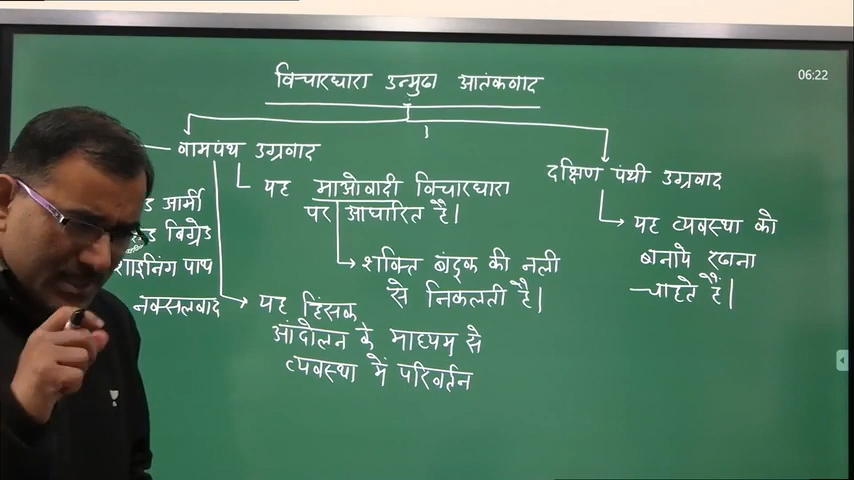 विचारधारा उन्मुख आतंकवाद
06:22
वामपंथ उग्रवाद
दक्षिण पंथी उग्रवाद
यह माओवादी विचारधारा
पर आधारित है।
शक्ति बंदूक की नली
से निकलती है।
यह हिंसक
आंदोलन के माध्यम से
व्यवस्था में परिवर्तन
ड आर्मी
ड बिग्रेड
शाइनिंग पाथ
नक्सलवाद
यह व्यवस्था को
बनाये रखना
चाहते हैं।